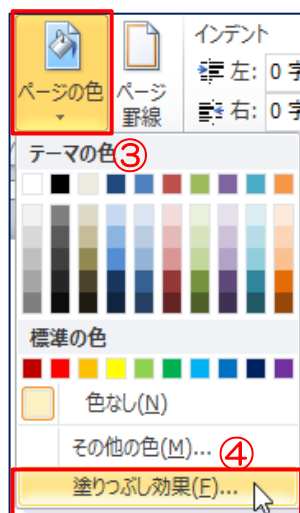 インデント
左: 0 字
右: 0 字
ページの色
ページ
罫線
③
テーマの色
標準の色
色なし(N)
その他の色(M)...
④
塗りつぶし効果(F)...